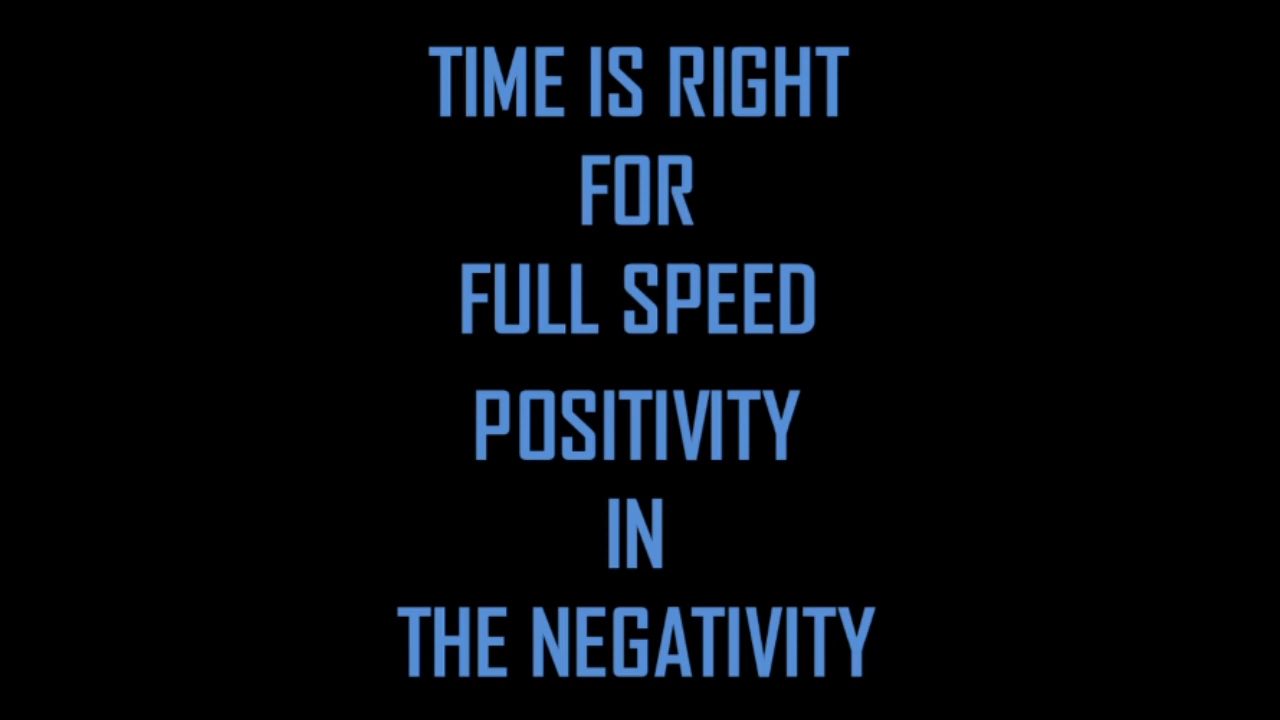 TIME IS RIGHT
FOR
FULL SPEED
POSITIVITY
IN
THE NEGATIVITY